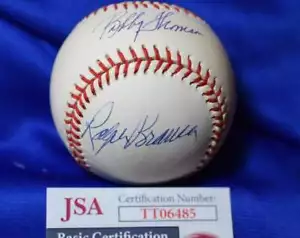 Bobby Thomson
Ralph Branca
JSA
Certification Number:
TT06485
Basic Certification